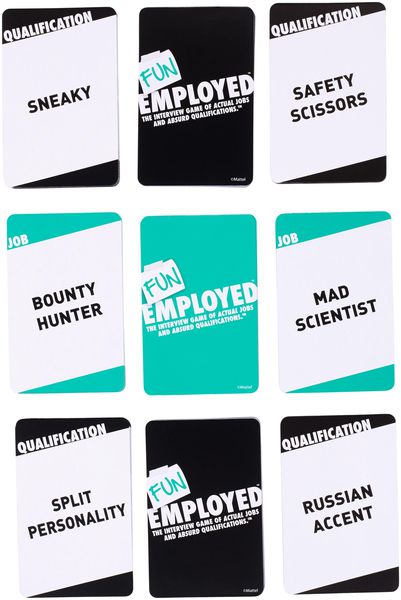 QUALIFICATION
SNEAKY
FUN
EMPLOYED™
THE INTERVIEW GAME OF ACTUAL JOBS
AND ABSURD QUALIFICATIONS.™
©Mattel
QUALIFICATION
SAFETY
SCISSORS
JOB
BOUNTY
HUNTER
FUN
EMPLOYED™
THE INTERVIEW GAME OF ACTUAL JOBS
AND ABSURD QUALIFICATIONS.™
©Mattel
JOB
MAD
SCIENTIST
QUALIFICATION
SPLIT
PERSONALITY
FUN
EMPLOYED™
THE INTERVIEW GAME OF ACTUAL JOBS
AND ABSURD QUALIFICATIONS.™
©Mattel
QUALIFICATION
RUSSIAN
ACCENT